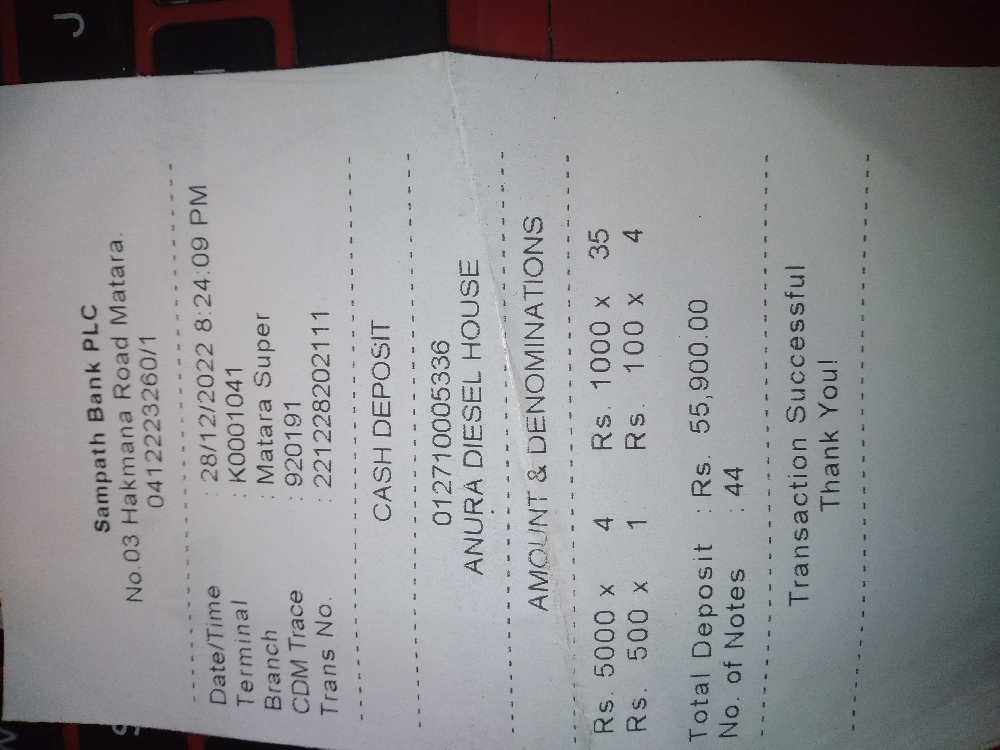 Sampath Bank PLC
No.03 Hakmana Road Matara.
0412223260/1
Date/Time : 28/12/2022 8:24:09 PM
Terminal : K0001041
Branch : Matara Super
CDM Trace : 920191
Trans No. : 221228202111
CASH DEPOSIT
012710005336
ANURA DIESEL HOUSE
AMOUNT & DENOMINATIONS
Rs. 5000 x 4 Rs. 1000 x 35
Rs. 500 x 1 Rs. 100 x 4
Total Deposit : Rs. 55,900.00
No. of Notes : 44
Transaction Successful
Thank You!
J